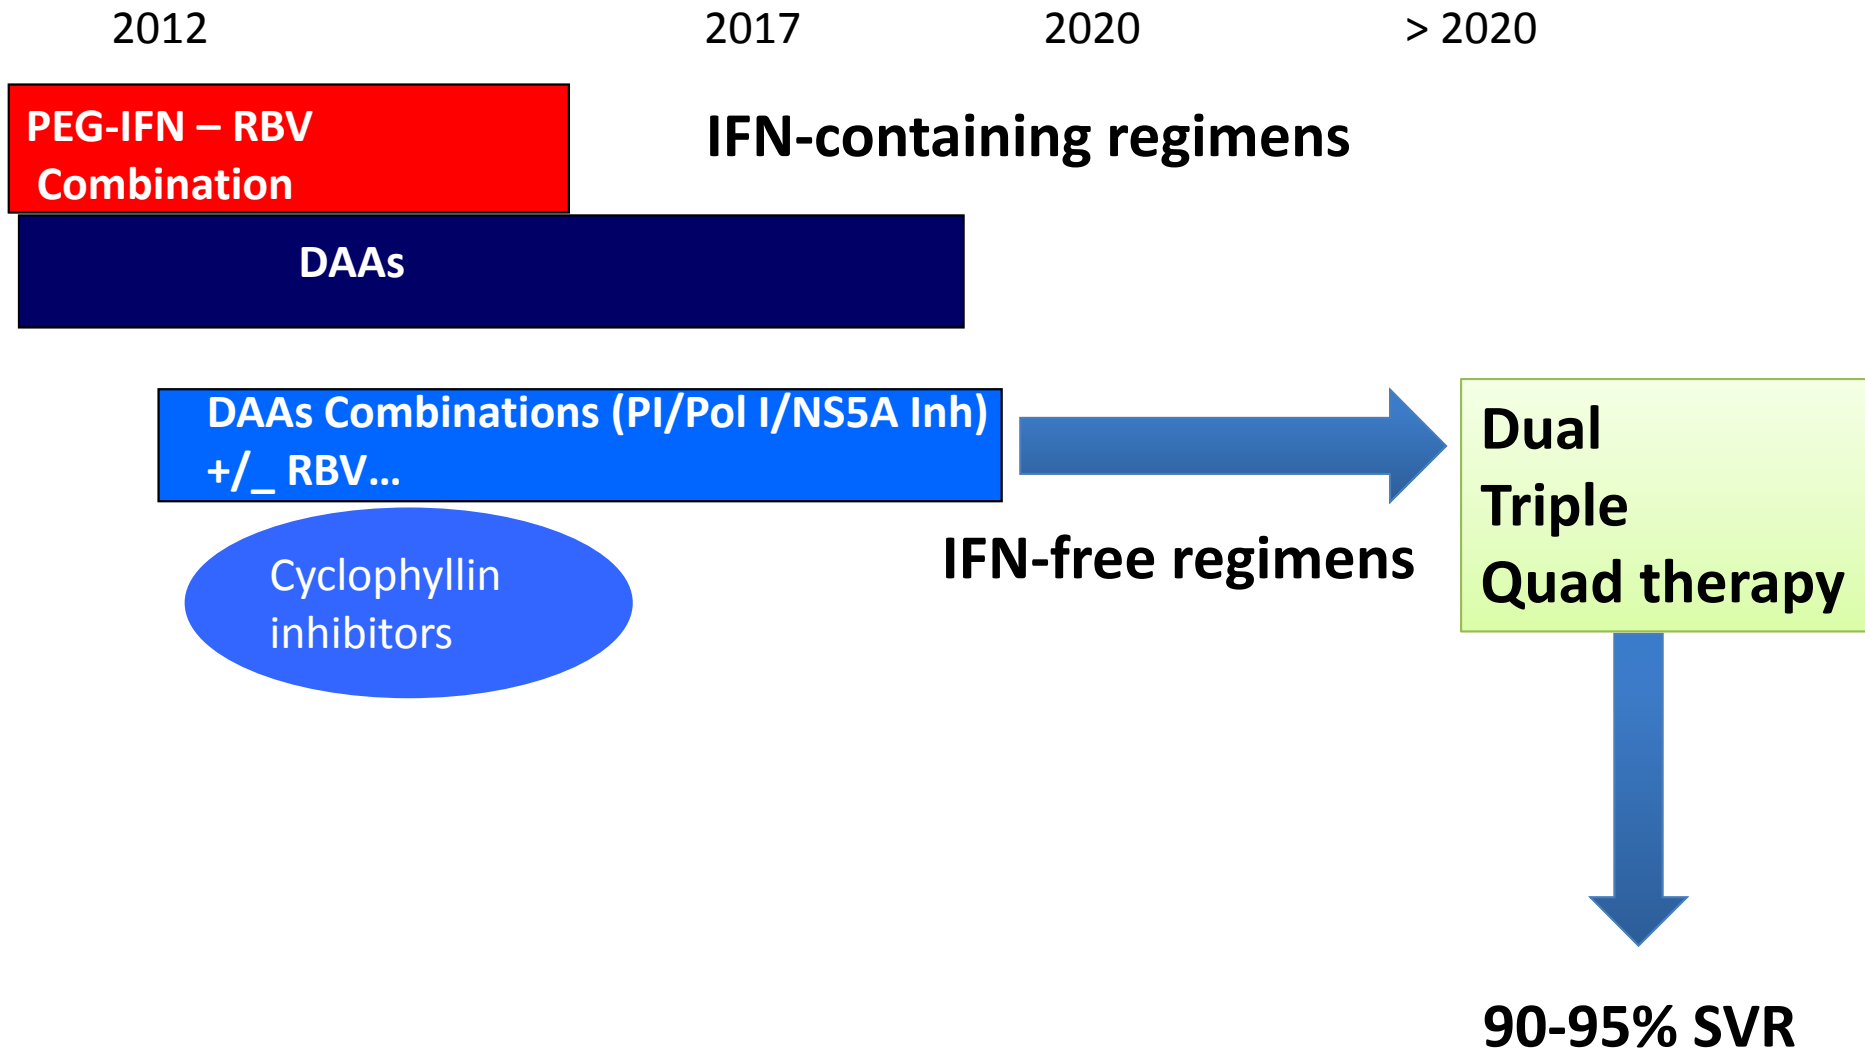 2012 2017 2020 > 2020
PEG-IFN – RBV
Combination
IFN-containing regimens
DAAs
DAAs Combinations (PI/Pol I/NS5A Inh)
+/_ RBV...
Dual
Triple
Quad therapy
IFN-free regimens
Cyclophyllin
inhibitors
90-95% SVR